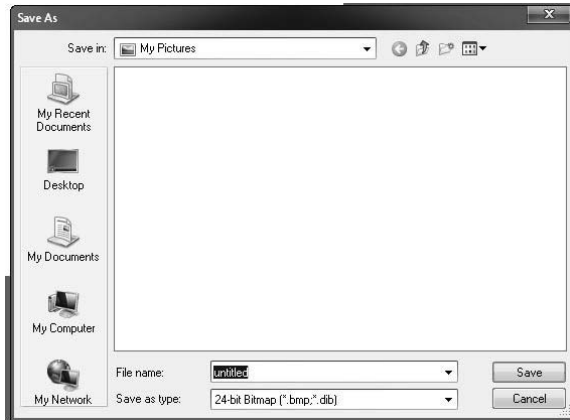 Save As
Save in:
My Pictures
My Recent
Documents
Desktop
My Documents
My Computer
My Network
File name:
untitled
Save
Save as type:
24-bit Bitmap (*.bmp;*.dib)
Cancel